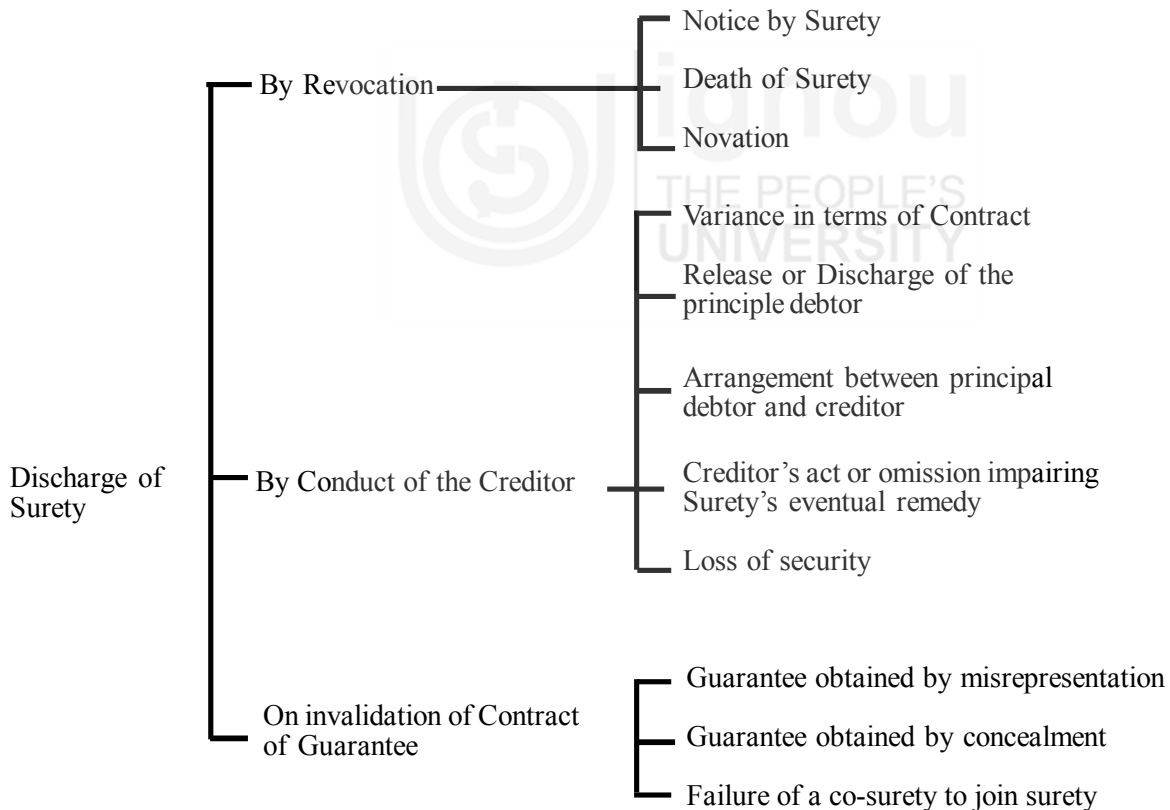 Notice by Surety
By Revocation
Death of Surety
Novation
ignou
THE PEOPLE'S
UNIVERSITY
Variance in terms of Contract
Release or Discharge of the
principle debtor
Arrangement between principal
debtor and creditor
Discharge of
Surety
By Conduct of the Creditor
Creditor's act or omission impairing
Surety's eventual remedy
Loss of security
Guarantee obtained by misrepresentation
On invalidation of Contract
of Guarantee
Guarantee obtained by concealment
Failure of a co-surety to join surety